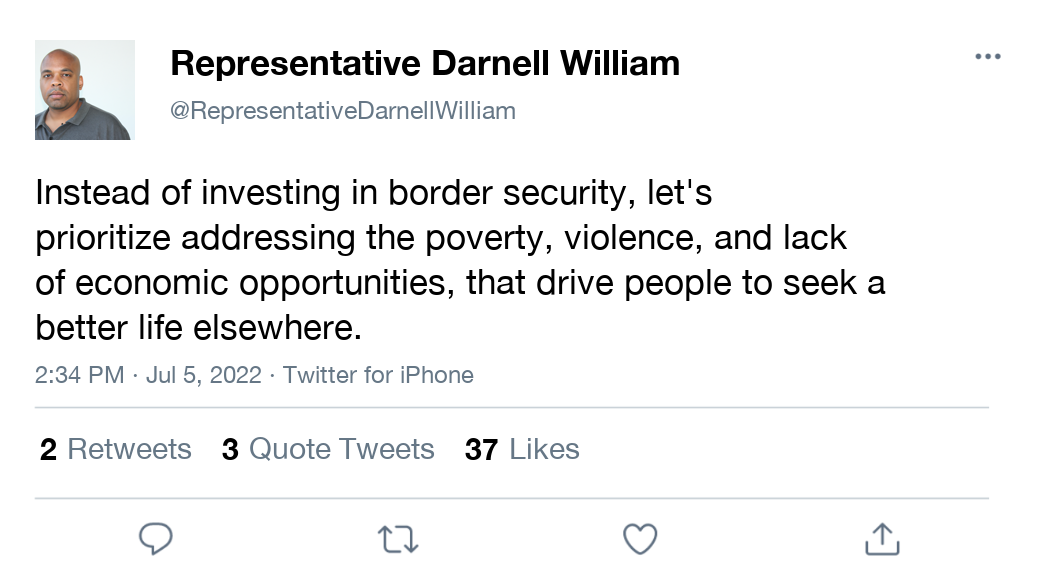 Representative Darnell William
@RepresentativeDarnellWilliam
Instead of investing in border security, let's
prioritize addressing the poverty, violence, and lack
of economic opportunities, that drive people to seek a
better life elsewhere.
2:34 PM · Jul 5, 2022 · Twitter for iPhone
2 Retweets 3 Quote Tweets 37 Likes